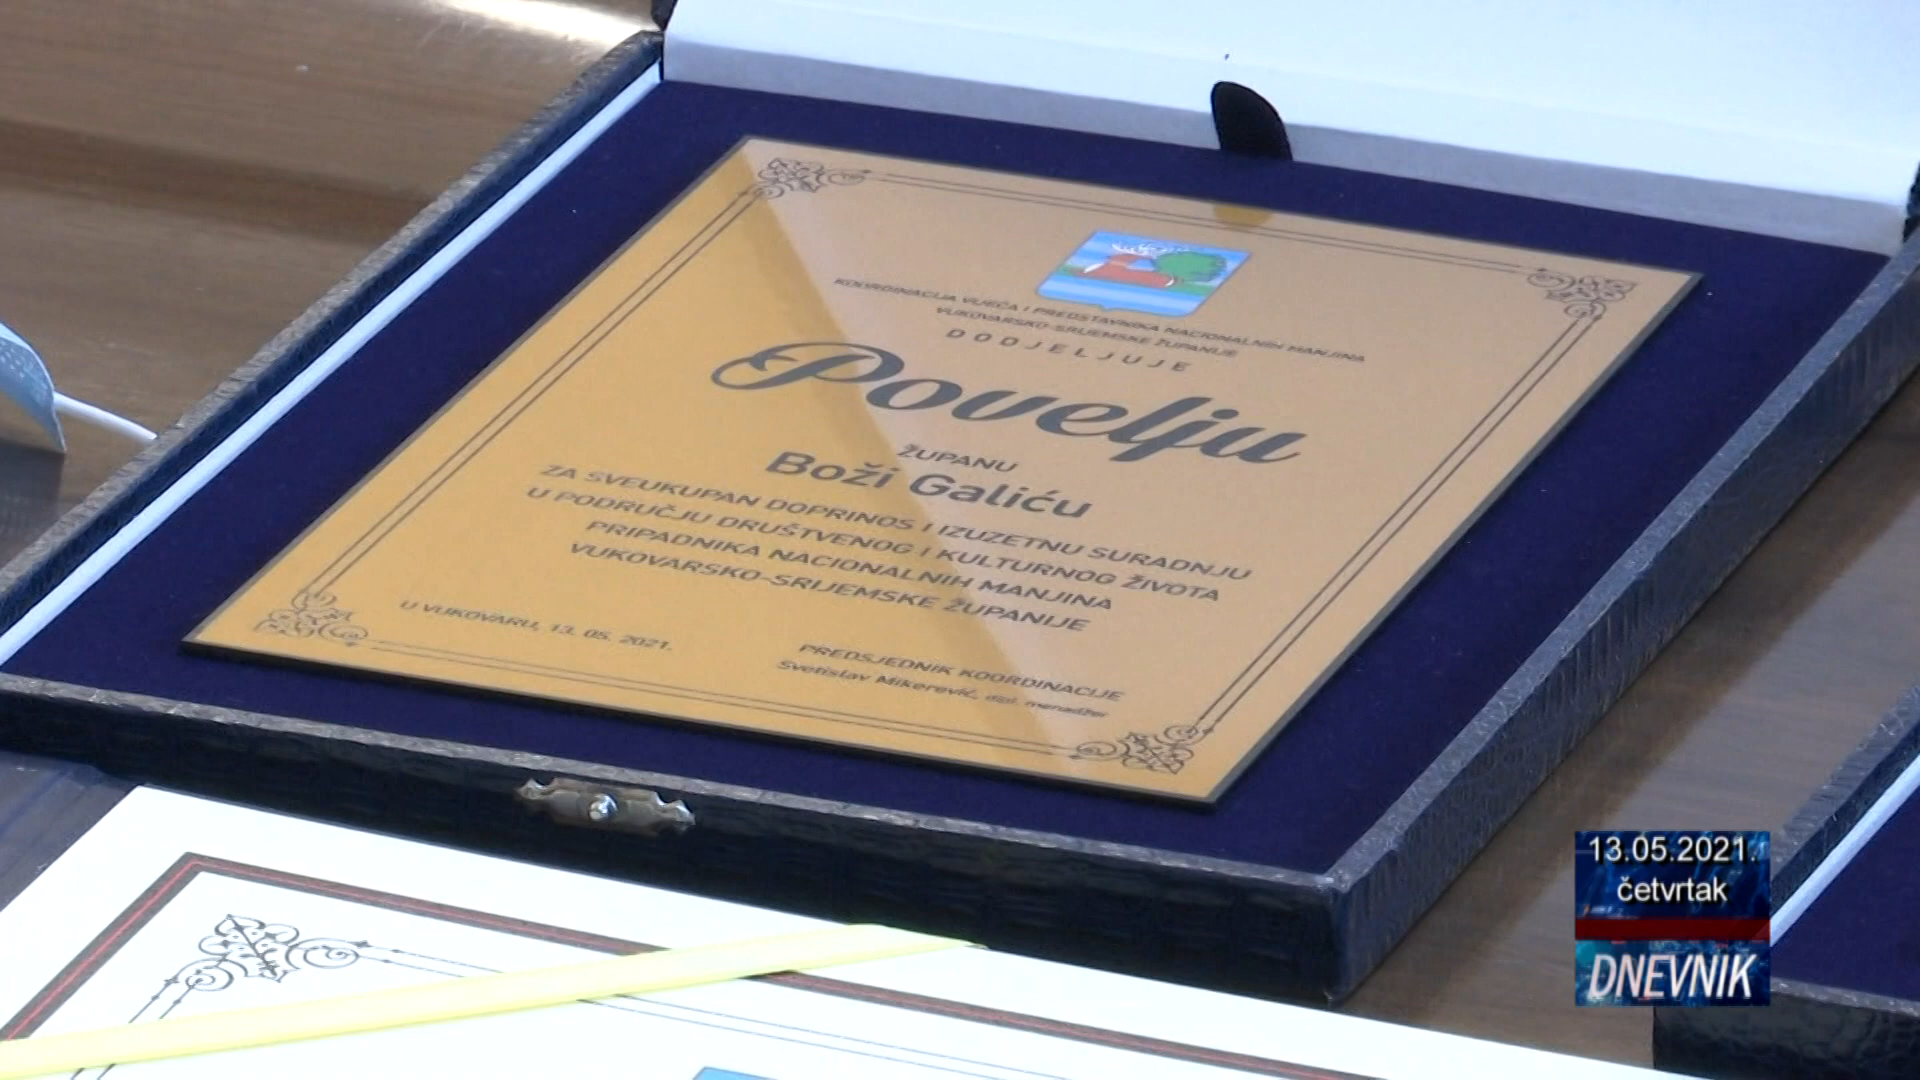 KOORDINACIJA VIJEĆA I PREDSTAVNIKA NACIONALNIH MANJINA
VUKOVARSKO-SRIJEMSKE ŽUPANIJE
DODJELJUJE
Povelju
ŽUPANU
Boži Galiću
ZA SVEUKUPAN DOPRINOS I IZUZETNU SURADNJU
U PODRUČJU DRUŠTVENOG I KULTURNOG ŽIVOTA
PRIPADNIKA NACIONALNIH MANJINA
VUKOVARSKO-SRIJEMSKE ŽUPANIJE
U VUKOVARU, 13. 05. 2021.
PREDSJEDNIK KOORDINACIJE
Svetislav Mikerević, dipl. menadžer
13.05.2021.
četvrtak
DNEVNIK